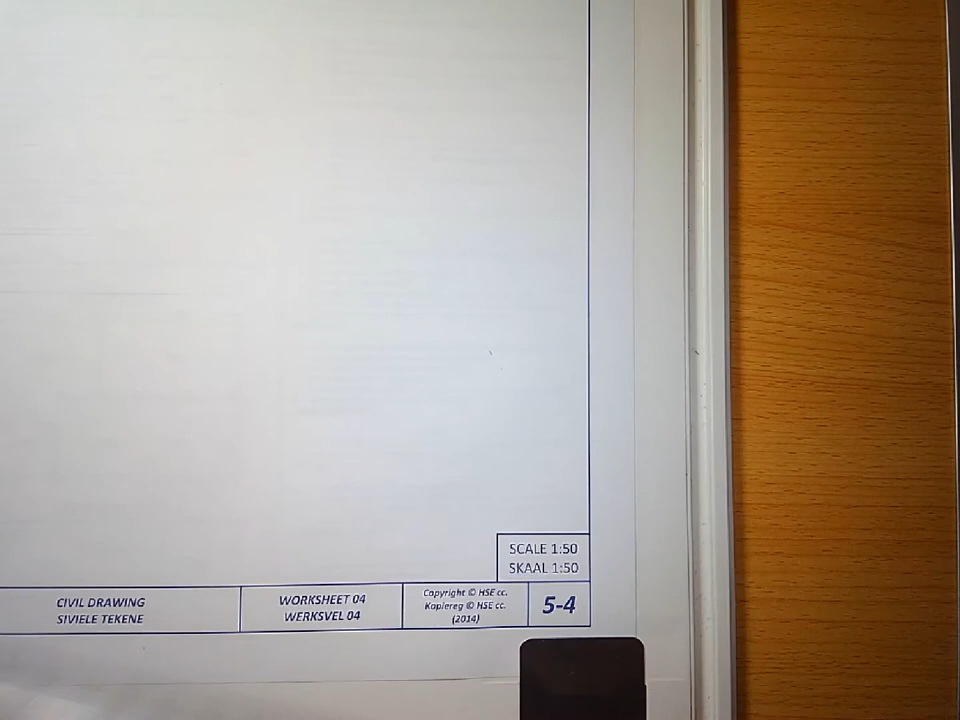 SCALE 1:50
SKAAL 1:50
CIVIL DRAWING
SIVIELE TEKENE
WORKSHEET 04
WERKSVEL 04
Copyright © HSE cc.
Kopiereg © HSE cc.
(2014)
5-4